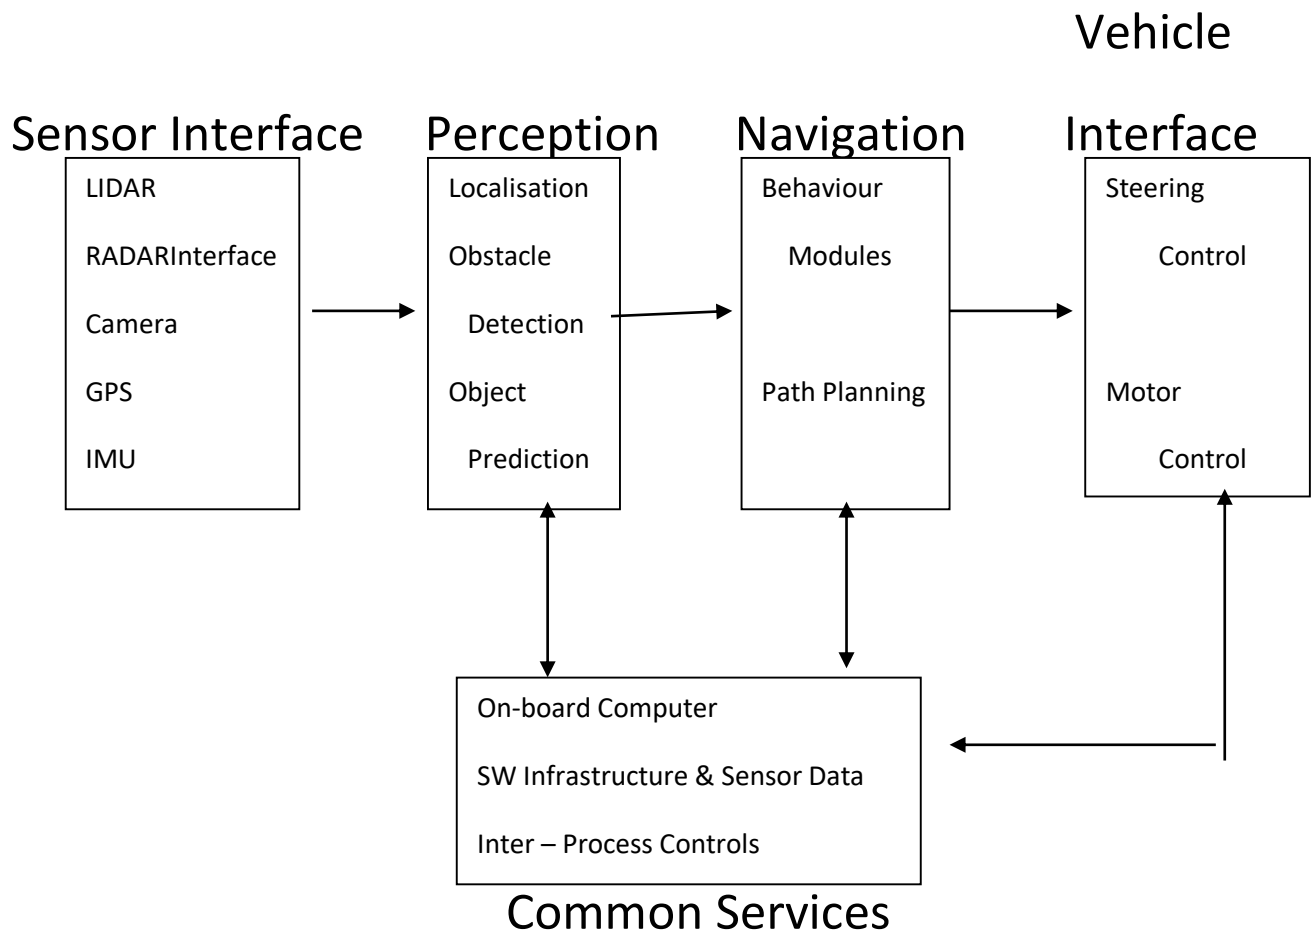 Vehicle
Sensor Interface
Perception
Navigation
Interface
LIDAR
RADARInterface
Camera
GPS
IMU
Localisation
Obstacle
Detection
Object
Prediction
Behaviour
Modules
Path Planning
Steering
Control
Motor
Control
On-board Computer
SW Infrastructure & Sensor Data
Inter – Process Controls
Common Services